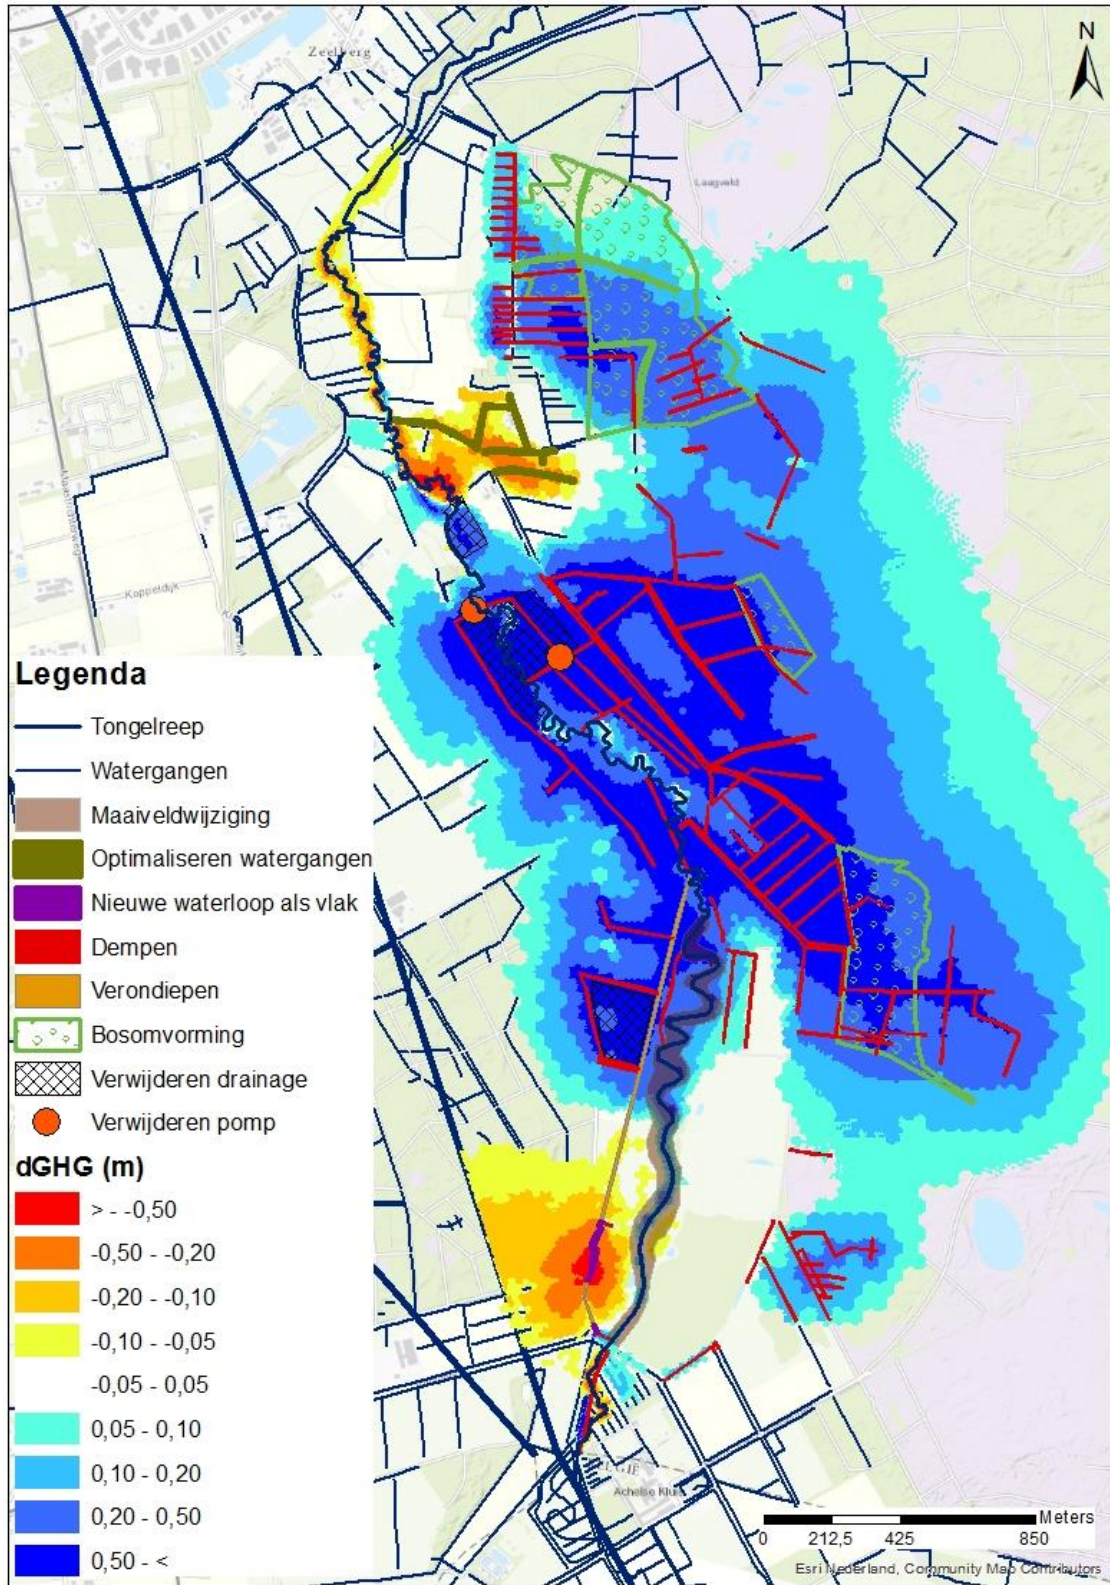 Zeelberg
N
Laagveld
Koppeldijk
Legenda
Tongelreep
Watergangen
Maaiveldwijziging
Optimaliseren watergangen
Nieuwe waterloop als vlak
Dempen
Verondiepen
Bosomvorming
Verwijderen drainage
Verwijderen pomp
dGHG (m)
> - -0,50
-0,50 - -0,20
-0,20 - -0,10
-0,10 - -0,05
-0,05 - 0,05
0,05 - 0,10
0,10 - 0,20
0,20 - 0,50
0,50 - <
Achelse Kluis
Meters
0 212,5 425 850
Esri Nederland, Community Map Contributors